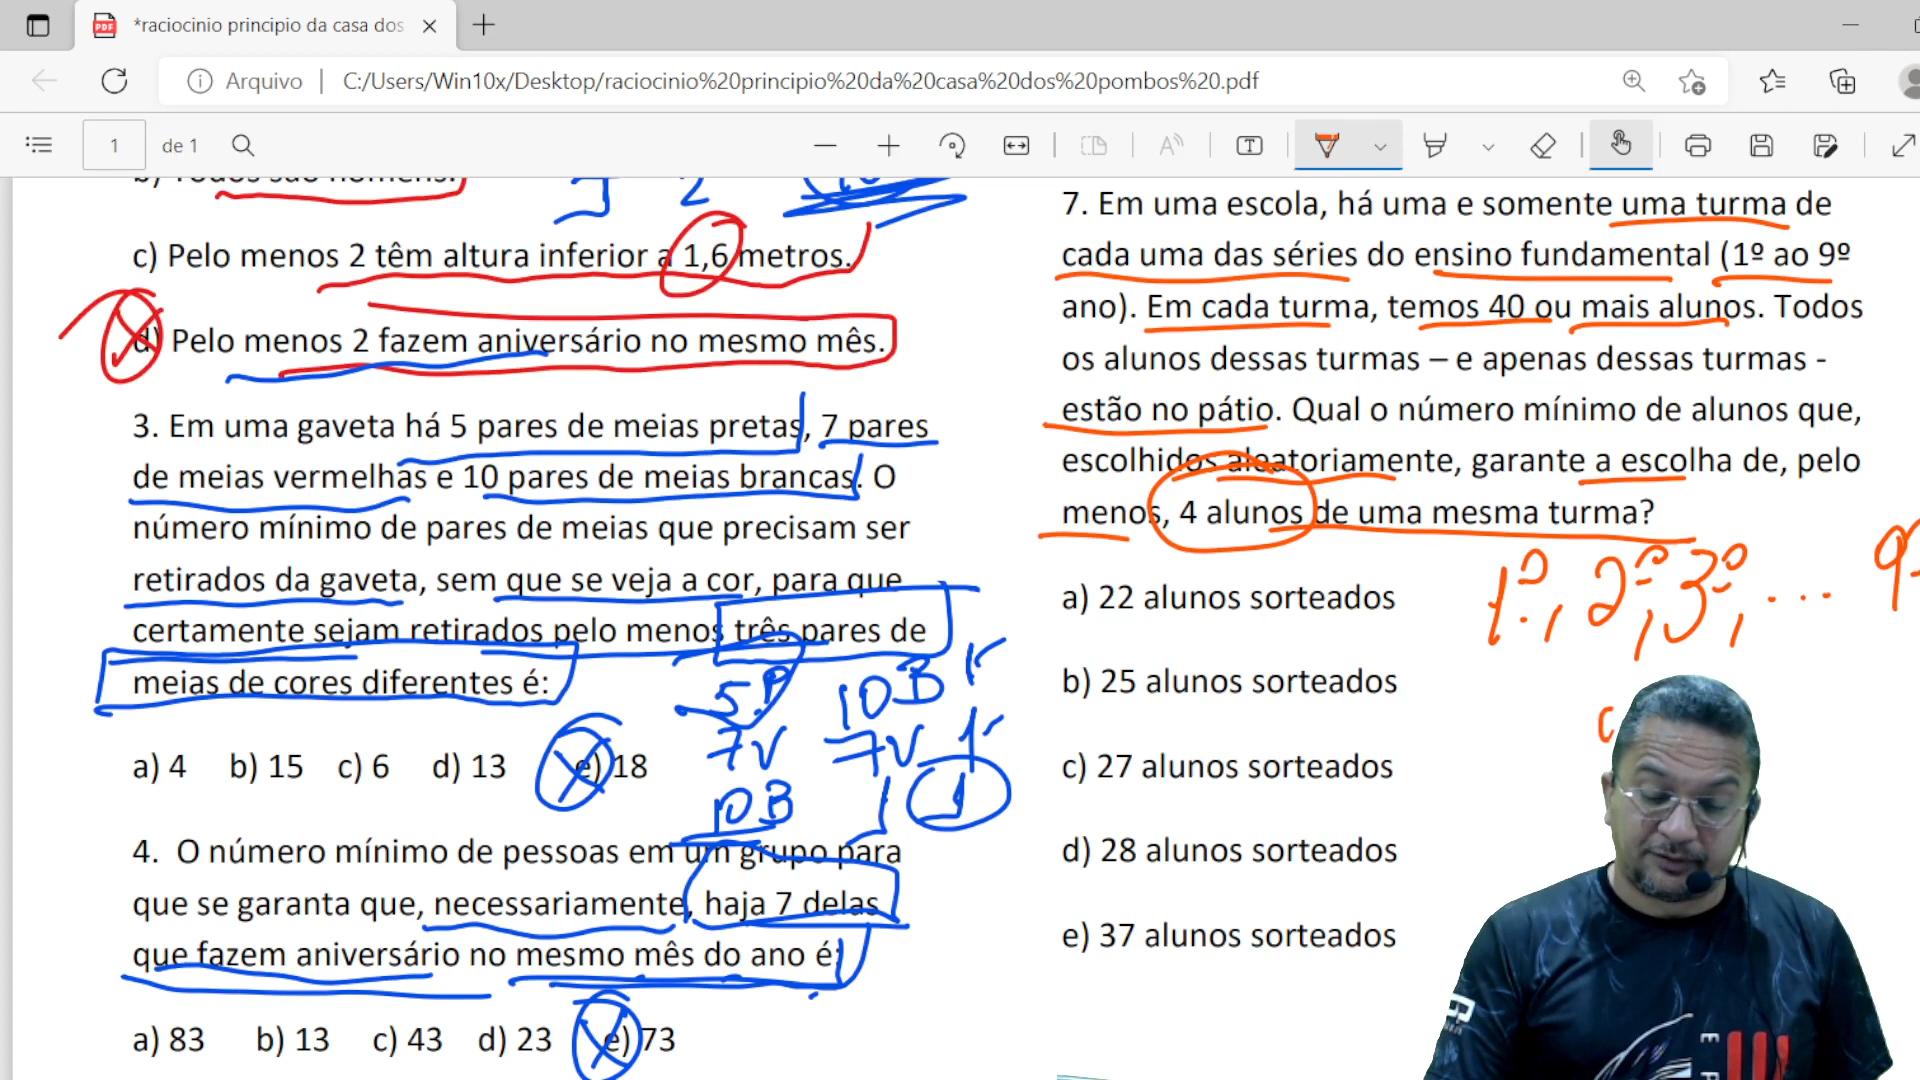 *raciocinio principio da casa dos
Arquivo
C:/Users/Win10x/Desktop/raciocinio%20principio%20da%20casa%20dos%20pombos%20.pdf
1 de 1
b) Todos são homens.
c) Pelo menos 2 têm altura inferior a 1,6 metros.
d) Pelo menos 2 fazem aniversário no mesmo mês.
3. Em uma gaveta há 5 pares de meias pretas, 7 pares
de meias vermelhas e 10 pares de meias brancas. O
número mínimo de pares de meias que precisam ser
retirados da gaveta, sem que se veja a cor, para que
certamente sejam retirados pelo menos três pares de
meias de cores diferentes é:
5P 10B
7V 7V
10B 1
a) 4 b) 15 c) 6 d) 13 e) 18
4. O número mínimo de pessoas em um grupo para
que se garanta que, necessariamente, haja 7 delas
que fazem aniversário no mesmo mês do ano é:
a) 83 b) 13 c) 43 d) 23 e) 73
7. Em uma escola, há uma e somente uma turma de
cada uma das séries do ensino fundamental (1º ao 9º
ano). Em cada turma, temos 40 ou mais alunos. Todos
os alunos dessas turmas – e apenas dessas turmas -
estão no pátio. Qual o número mínimo de alunos que,
escolhidos aleatoriamente, garante a escolha de, pelo
menos, 4 alunos de uma mesma turma?
1º, 2º, 3º, ... 9
a) 22 alunos sorteados
b) 25 alunos sorteados
c) 27 alunos sorteados
d) 28 alunos sorteados
e) 37 alunos sorteados